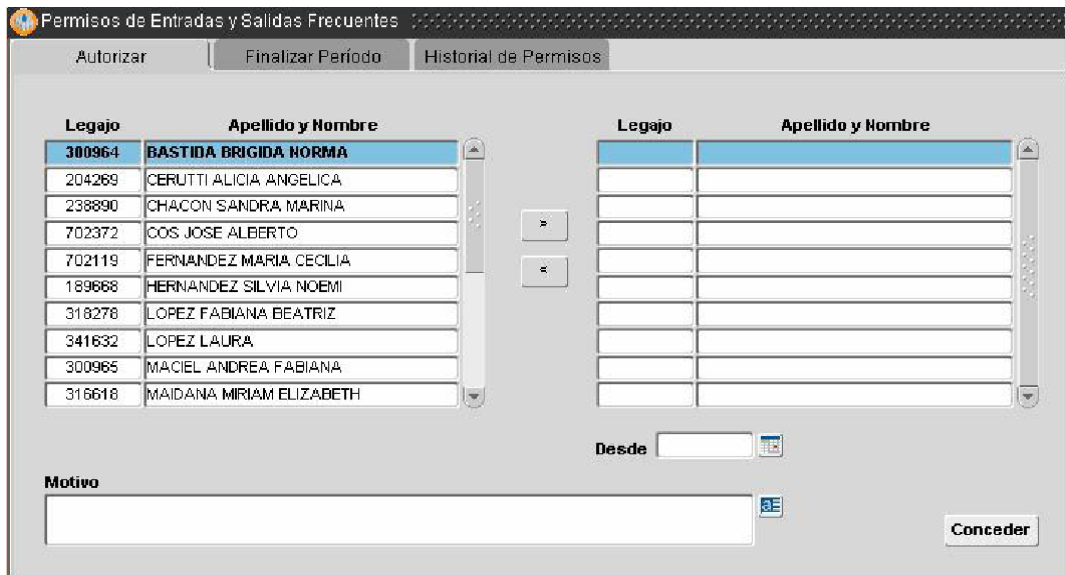 Permisos de Entradas y Salidas Frecuentes
Autorizar Finalizar Período Historial de Permisos
Legajo Apellido y Nombre Legajo Apellido y Nombre
300964 BASTIDA BRIGIDA NORMA
204269 CERUTTI ALICIA ANGELICA
238890 CHACON SANDRA MARINA
702372 COS JOSE ALBERTO
702119 FERNANDEZ MARIA CECILIA
189668 HERNANDEZ SILVIA NOEMI
318278 LOPEZ FABIANA BEATRIZ
341632 LOPEZ LAURA
300965 MACIEL ANDREA FABIANA
316618 MAIDANA MIRIAM ELIZABETH
Desde
Motivo
Conceder